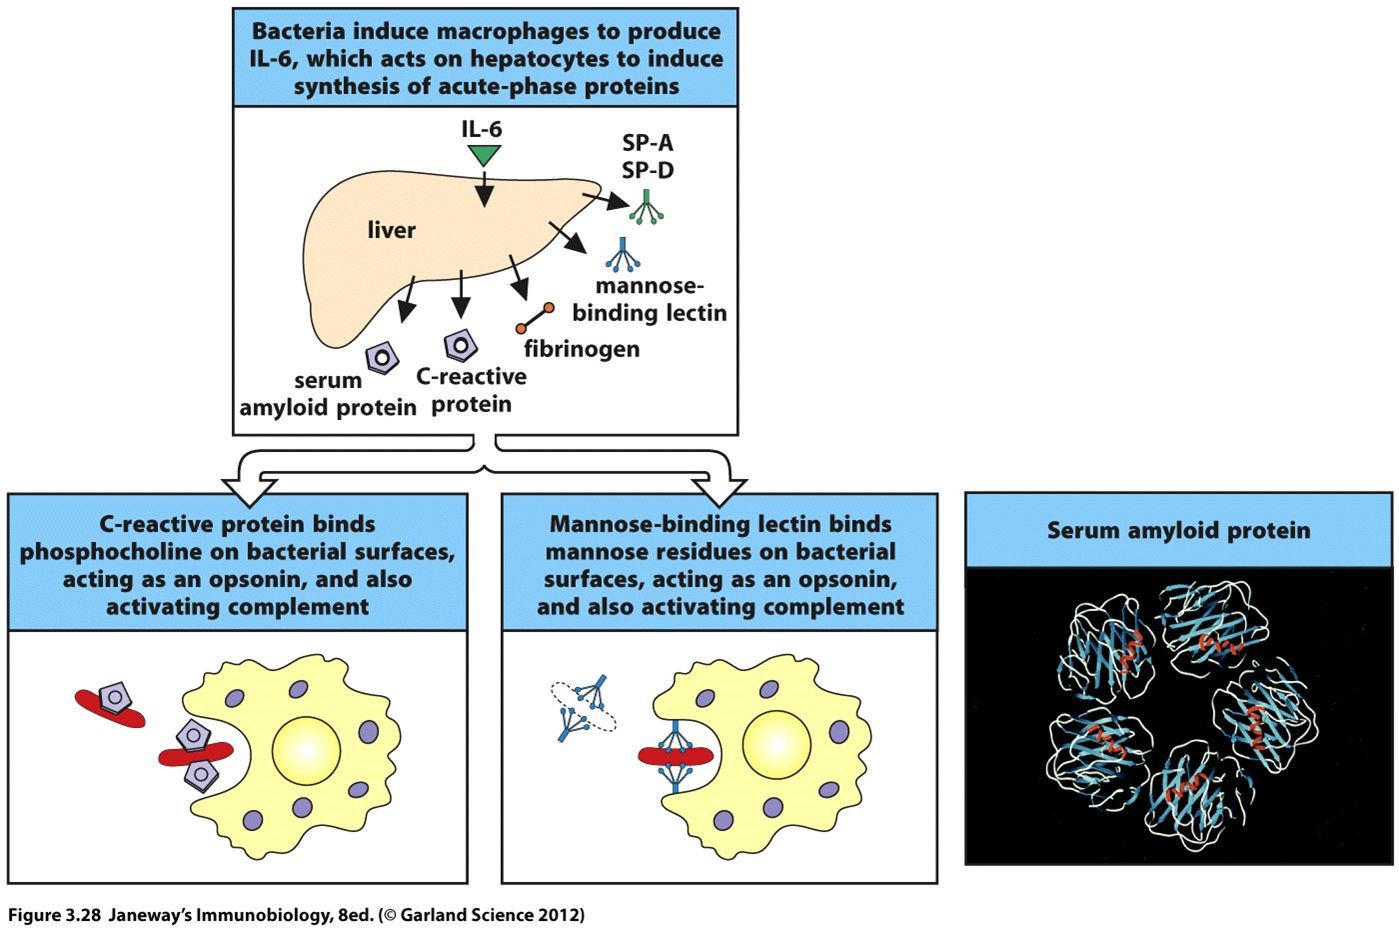 Bacteria induce macrophages to produce
IL-6, which acts on hepatocytes to induce
synthesis of acute-phase proteins
IL-6
SP-A
SP-D
liver
mannose-
binding lectin
fibrinogen
C-reactive
protein
serum
amyloid protein
C-reactive protein binds
phosphocholine on bacterial surfaces,
acting as an opsonin, and also
activating complement
Mannose-binding lectin binds
mannose residues on bacterial
surfaces, acting as an opsonin,
and also activating complement
Serum amyloid protein
Figure 3.28 Janeway's Immunobiology, 8ed. (© Garland Science 2012)